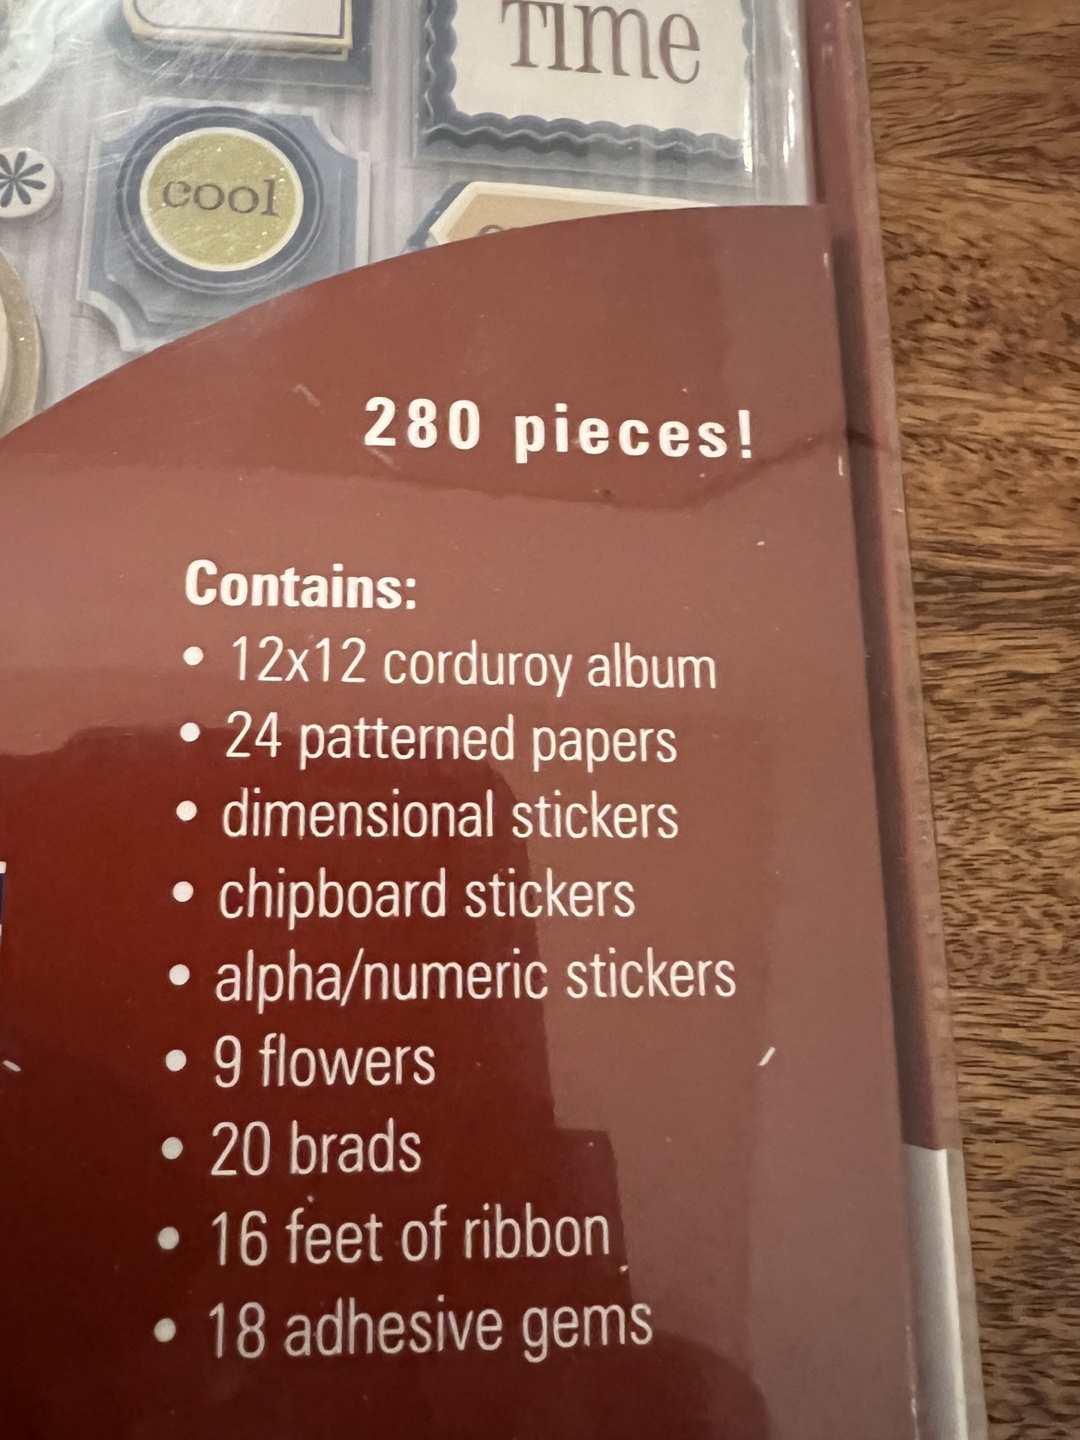 TIme
cool
280 pieces!
Contains:
• 12x12 corduroy album
• 24 patterned papers
• dimensional stickers
• chipboard stickers
• alpha/numeric stickers
• 9 flowers
• 20 brads
• 16 feet of ribbon
• 18 adhesive gems